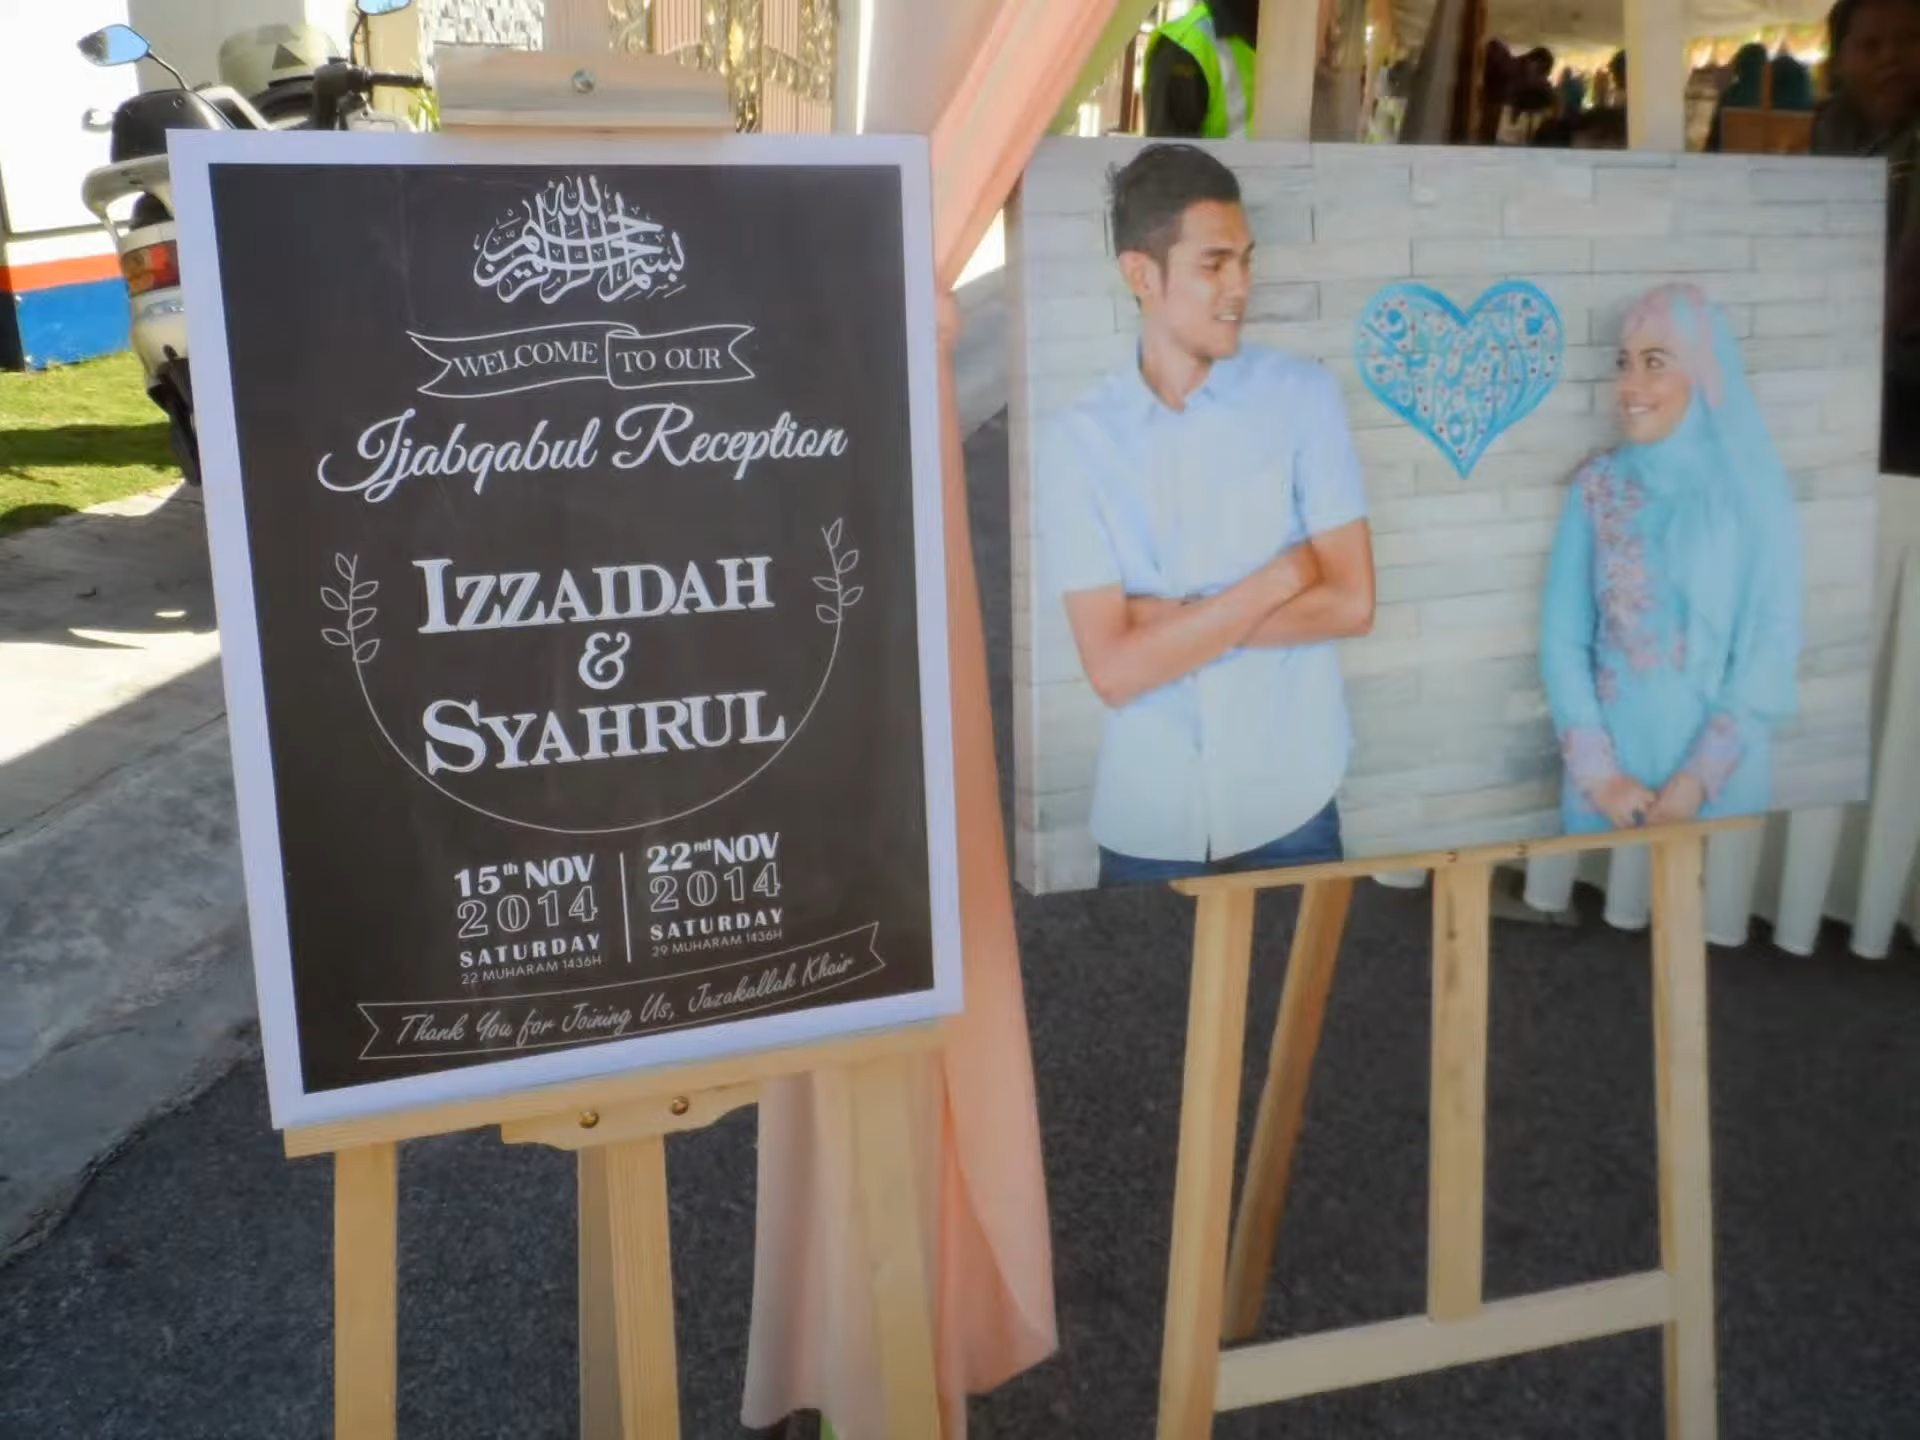 بسم الله الرحمن الرحيم
WELCOME TO OUR
Ijabqabul Reception
IZZAIDAH
&
SYAHRUL
15th NOV
2014
SATURDAY
22 MUHARAM 1436H
22nd NOV
2014
SATURDAY
29 MUHARAM 1436H
Thank You for Joining Us, Jazakallah Khair